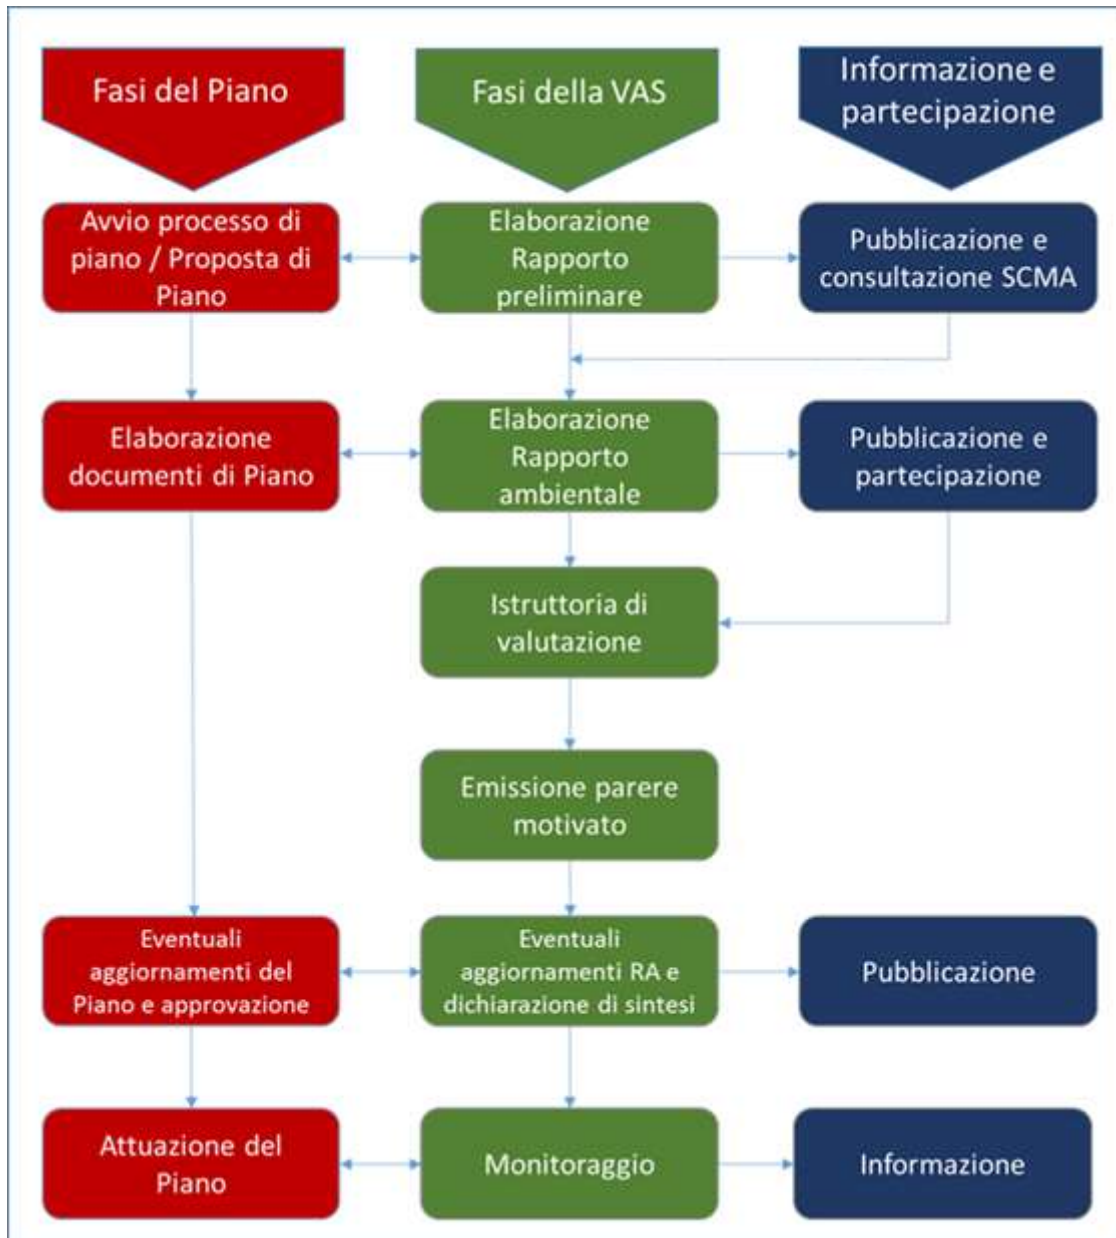 Fasi del Piano
Fasi della VAS
Informazione e
partecipazione
Avvio processo di
piano / Proposta di
Piano
Elaborazione
Rapporto
preliminare
Pubblicazione e
consultazione SCMA
Elaborazione
documenti di Piano
Elaborazione
Rapporto
ambientale
Pubblicazione e
partecipazione
Istruttoria di
valutazione
Emissione parere
motivato
Eventuali
aggiornamenti del
Piano e approvazione
Eventuali
aggiornamenti RA e
dichiarazione di sintesi
Pubblicazione
Attuazione del
Piano
Monitoraggio
Informazione